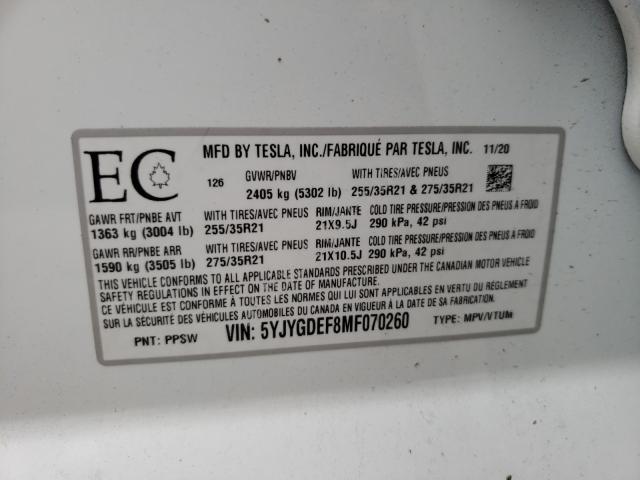 EC
MFD BY TESLA, INC./FABRIQUÉ PAR TESLA, INC. 11/20
126
GVWR/PNBV
2405 kg (5302 lb)
WITH TIRES/AVEC PNEUS
255/35R21 & 275/35R21
GAWR FRT/PNBE AVT WITH TIRES/AVEC PNEUS RIM/JANTE COLD TIRE PRESSURE/PRESSION DES PNEUS À FROID
1363 kg (3004 lb) 255/35R21 21X9.5J 290 kPa, 42 psi
GAWR RR/PNBE ARR WITH TIRES/AVEC PNEUS RIM/JANTE COLD TIRE PRESSURE/PRESSION DES PNEUS À FROID
1590 kg (3505 lb) 275/35R21 21X10.5J 290 kPa, 42 psi
THIS VEHICLE CONFORMS TO ALL APPLICABLE STANDARDS PRESCRIBED UNDER THE CANADIAN MOTOR VEHICLE
SAFETY REGULATIONS IN EFFECT ON THE DATE OF MANUFACTURE
CE VÉHICULE EST CONFORME À TOUTES LES NORMES QUI LUI SONT APPLICABLES EN VERTU DU RÈGLEMENT
SUR LA SÉCURITÉ DES VÉHICULES AUTOMOBILES DU CANADA EN VIGUEUR À LA DATE DE SA FABRICATION.
PNT: PPSW VIN: 5YJYGDEF8MF070260 TYPE: MPV/VTUM